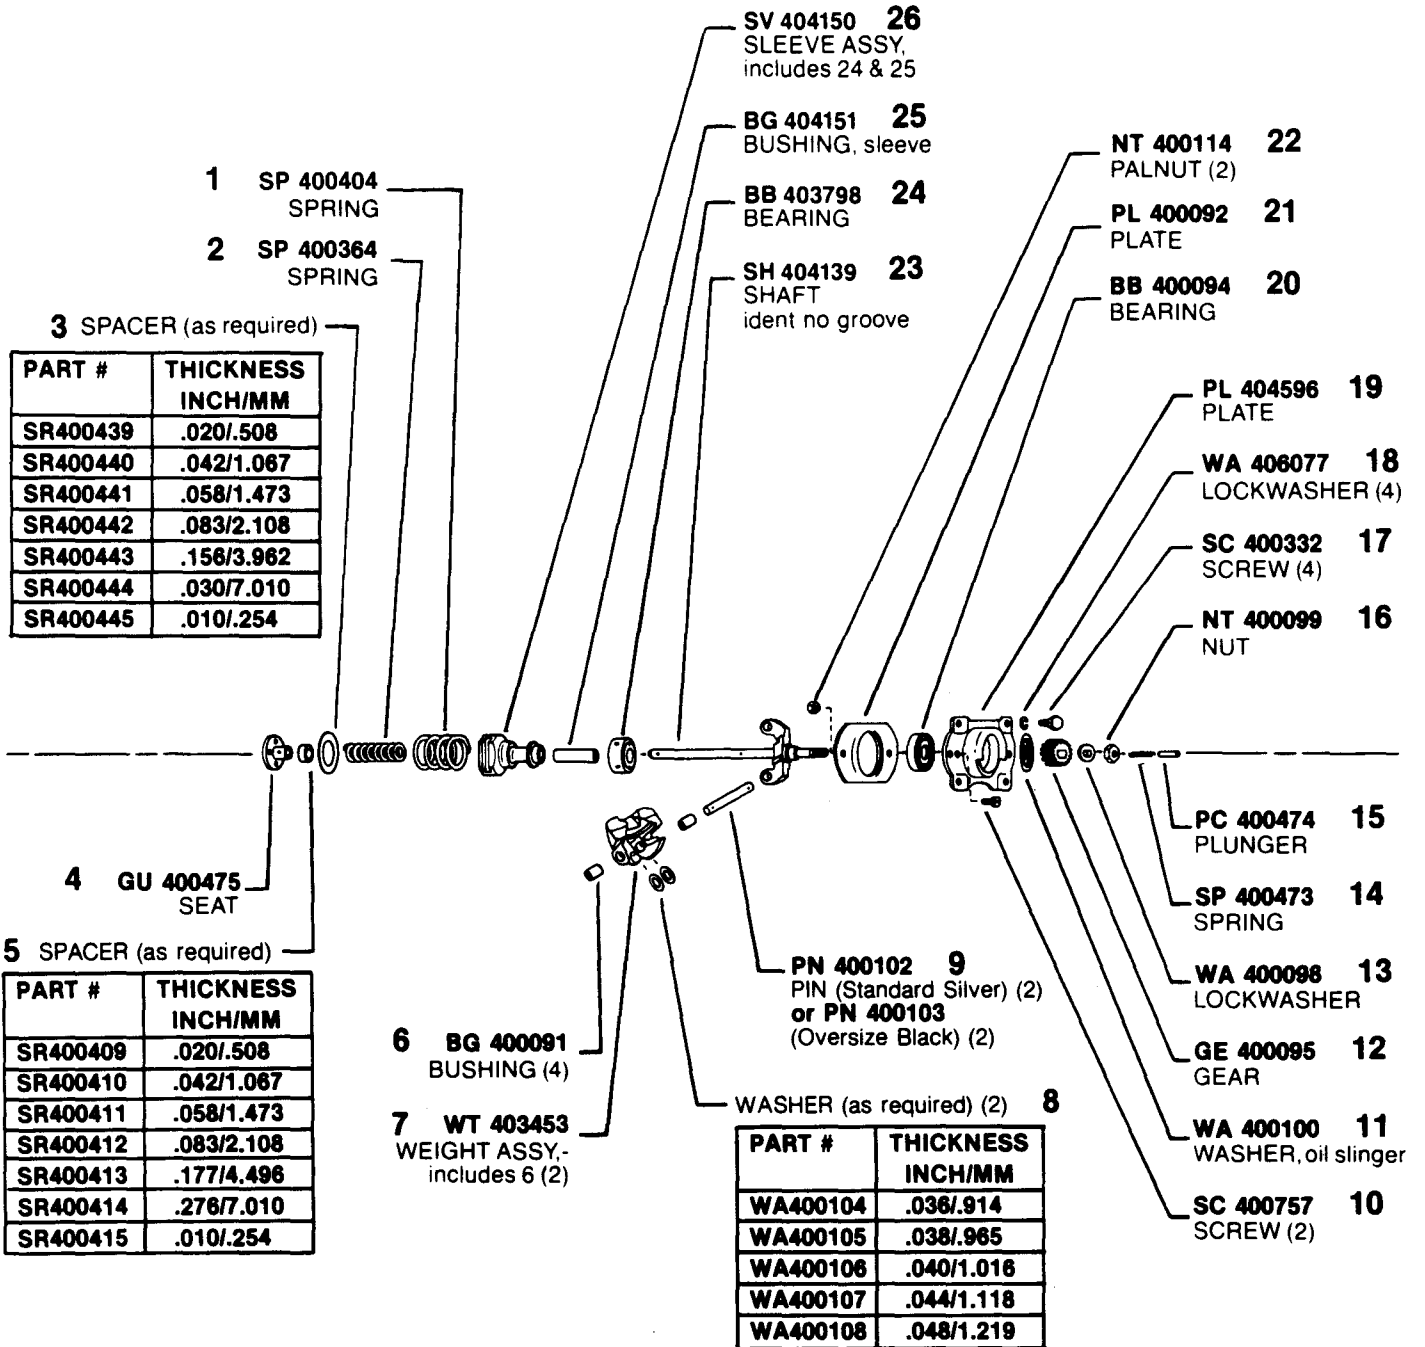 SV 404150 26
SLEEVE ASSY,
includes 24 & 25
BG 404151 25
BUSHING, sleeve
BB 403798 24
BEARING
SH 404139 23
SHAFT
ident no groove
NT 400114 22
PALNUT (2)
PL 400092 21
PLATE
BB 400094 20
BEARING
PL 404596 19
PLATE
WA 406077 18
LOCKWASHER (4)
SC 400332 17
SCREW (4)
NT 400099 16
NUT
1 SP 400404
SPRING
2 SP 400364
SPRING
3 SPACER (as required)
PART # THICKNESS
INCH/MM
SR400439 .020/.508
SR400440 .042/1.067
SR400441 .058/1.473
SR400442 .083/2.108
SR400443 .156/3.962
SR400444 .030/7.010
SR400445 .010/.254
4 GU 400475
SEAT
5 SPACER (as required)
PART # THICKNESS
INCH/MM
SR400409 .020/.508
SR400410 .042/1.067
SR400411 .058/1.473
SR400412 .083/2.108
SR400413 .177/4.496
SR400414 .276/7.010
SR400415 .010/.254
6 BG 400091
BUSHING (4)
7 WT 403453
WEIGHT ASSY,-
includes 6 (2)
PN 400102 9
PIN (Standard Silver) (2)
or PN 400103
(Oversize Black) (2)
WASHER (as required) (2) 8
PART # THICKNESS
INCH/MM
WA400104 .036/.914
WA400105 .038/.965
WA400106 .040/1.016
WA400107 .044/1.118
WA400108 .048/1.219
PC 400474 15
PLUNGER
SP 400473 14
SPRING
WA 400098 13
LOCKWASHER
GE 400095 12
GEAR
WA 400100 11
WASHER, oil slinger
SC 400757 10
SCREW (2)